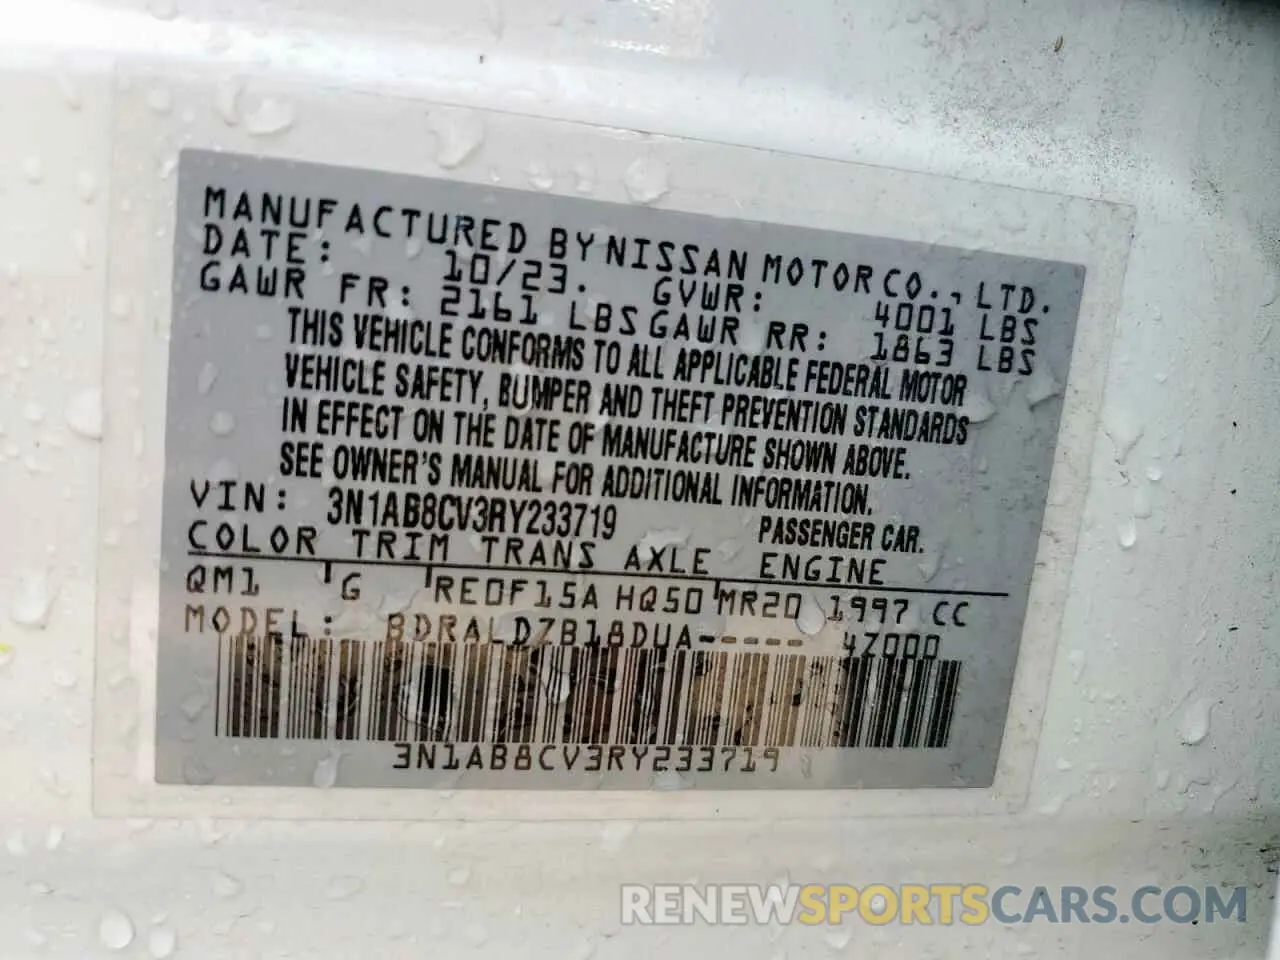 MANUFACTURED BY NISSAN MOTOR CO., LTD.
DATE: 10/23. GVWR: 4001 LBS
GAWR FR: 2161 LBS GAWR RR: 1863 LBS
THIS VEHICLE CONFORMS TO ALL APPLICABLE FEDERAL MOTOR
VEHICLE SAFETY, BUMPER AND THEFT PREVENTION STANDARDS
IN EFFECT ON THE DATE OF MANUFACTURE SHOWN ABOVE.
SEE OWNER'S MANUAL FOR ADDITIONAL INFORMATION.
VIN: 3N1AB8CV3RY233719 PASSENGER CAR.
COLOR TRIM TRANS AXLE ENGINE
QM1 G RE0F15A HQ50 MR20 1997 CC
MODEL: BDRALDZB18DUA----- 4Z000
3N1AB8CV3RY233719
RENEWSPORTSCARS.COM